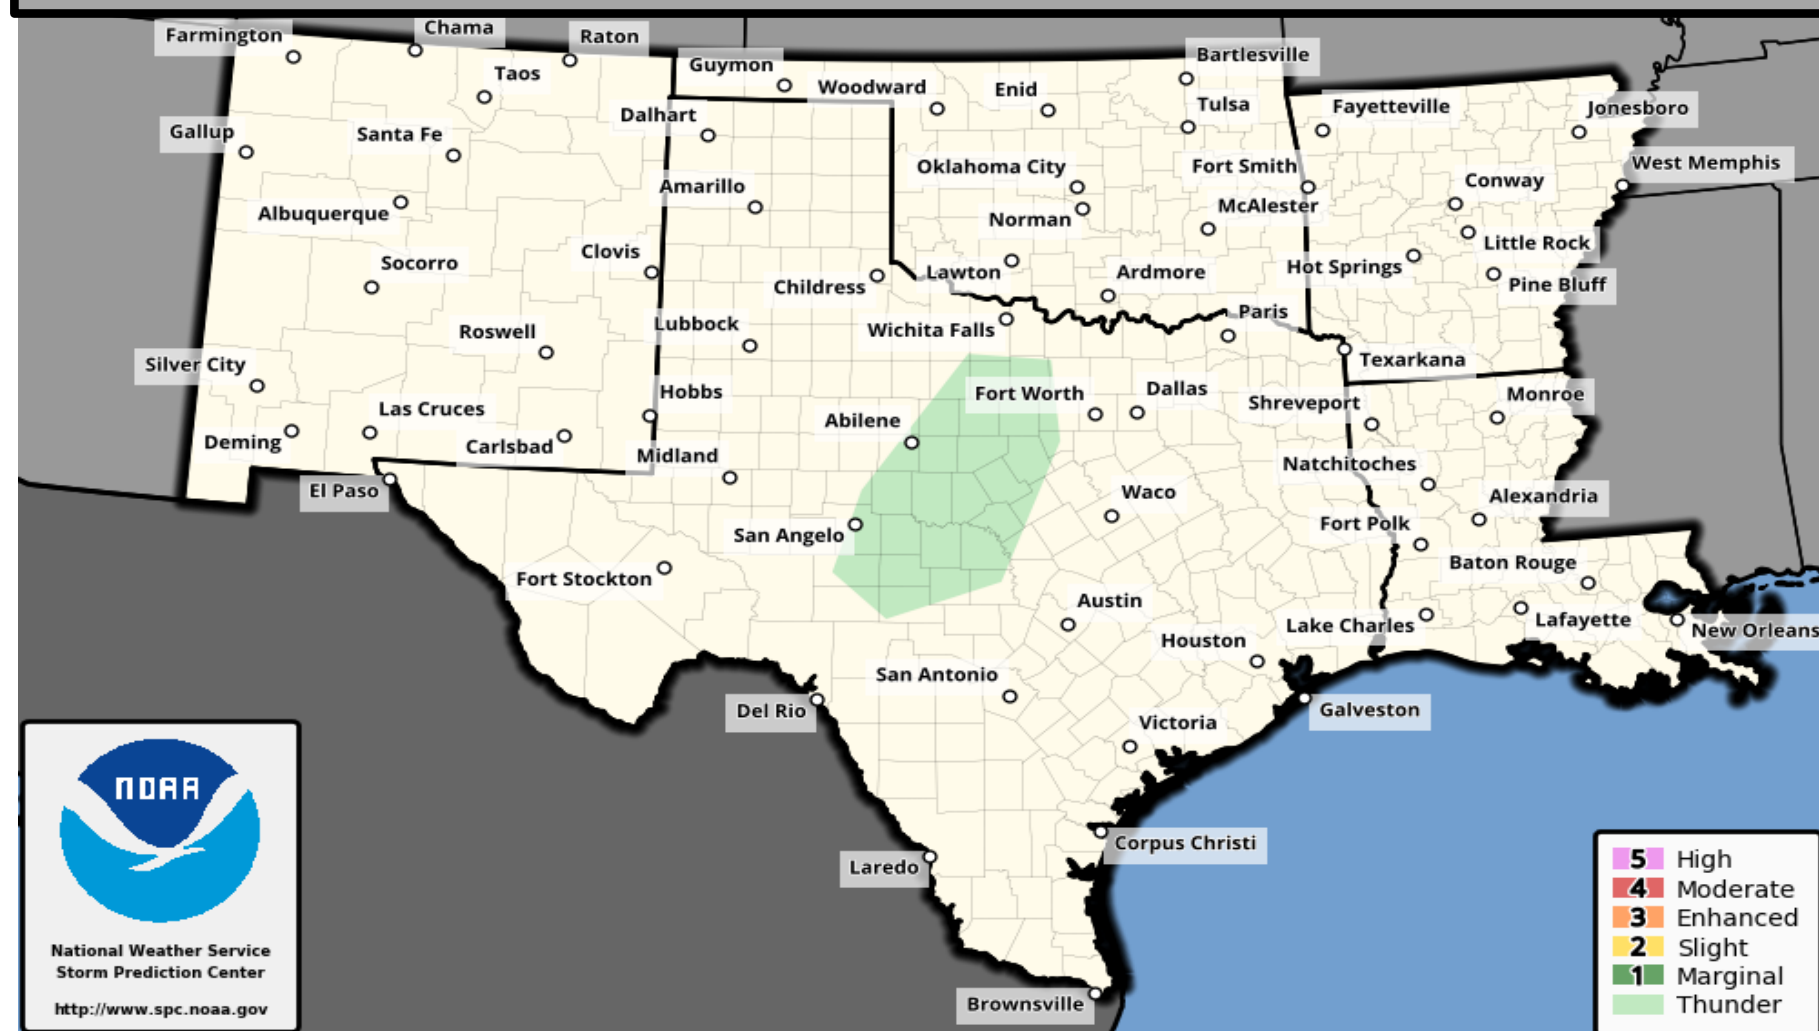 Farmington
Chama
Raton
Taos
Guymon
Woodward
Enid
Bartlesville
Tulsa
Fayetteville
Jonesboro
Gallup
Santa Fe
Dalhart
Oklahoma City
Fort Smith
West Memphis
Conway
Albuquerque
Amarillo
Norman
McAlester
Little Rock
Socorro
Clovis
Childress
Lawton
Ardmore
Hot Springs
Pine Bluff
Roswell
Lubbock
Wichita Falls
Paris
Texarkana
Silver City
Las Cruces
Hobbs
Abilene
Fort Worth
Dallas
Shreveport
Monroe
Deming
Carlsbad
Midland
Natchitoches
El Paso
San Angelo
Waco
Alexandria
Fort Polk
Fort Stockton
Baton Rouge
Austin
Houston
Lake Charles
Lafayette
New Orleans
San Antonio
Del Rio
Victoria
Galveston
Corpus Christi
Laredo
Brownsville
NOAA
National Weather Service
Storm Prediction Center
http://www.spc.noaa.gov
5 High
4 Moderate
3 Enhanced
2 Slight
1 Marginal
Thunder